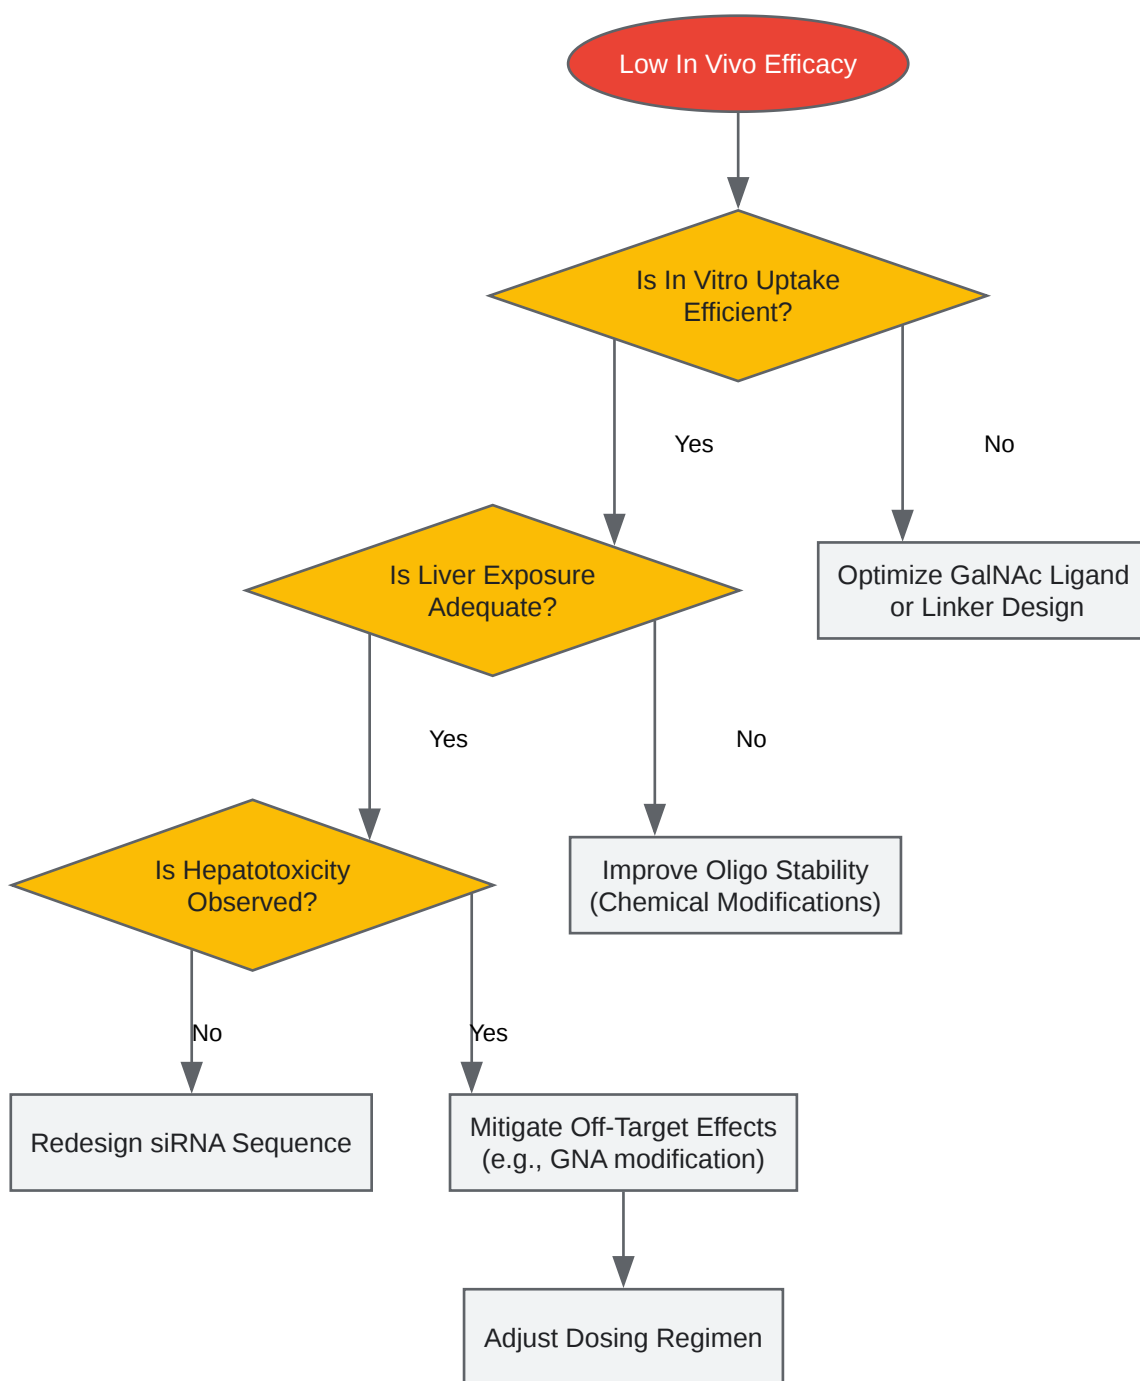 Low In Vivo Efficacy
Is In Vitro Uptake
Efficient?
Yes
No
Is Liver Exposure
Adequate?
Optimize GalNAc Ligand
or Linker Design
Yes
No
Is Hepatotoxicity
Observed?
Improve Oligo Stability
(Chemical Modifications)
No
Yes
Redesign siRNA Sequence
Mitigate Off-Target Effects
(e.g., GNA modification)
Adjust Dosing Regimen